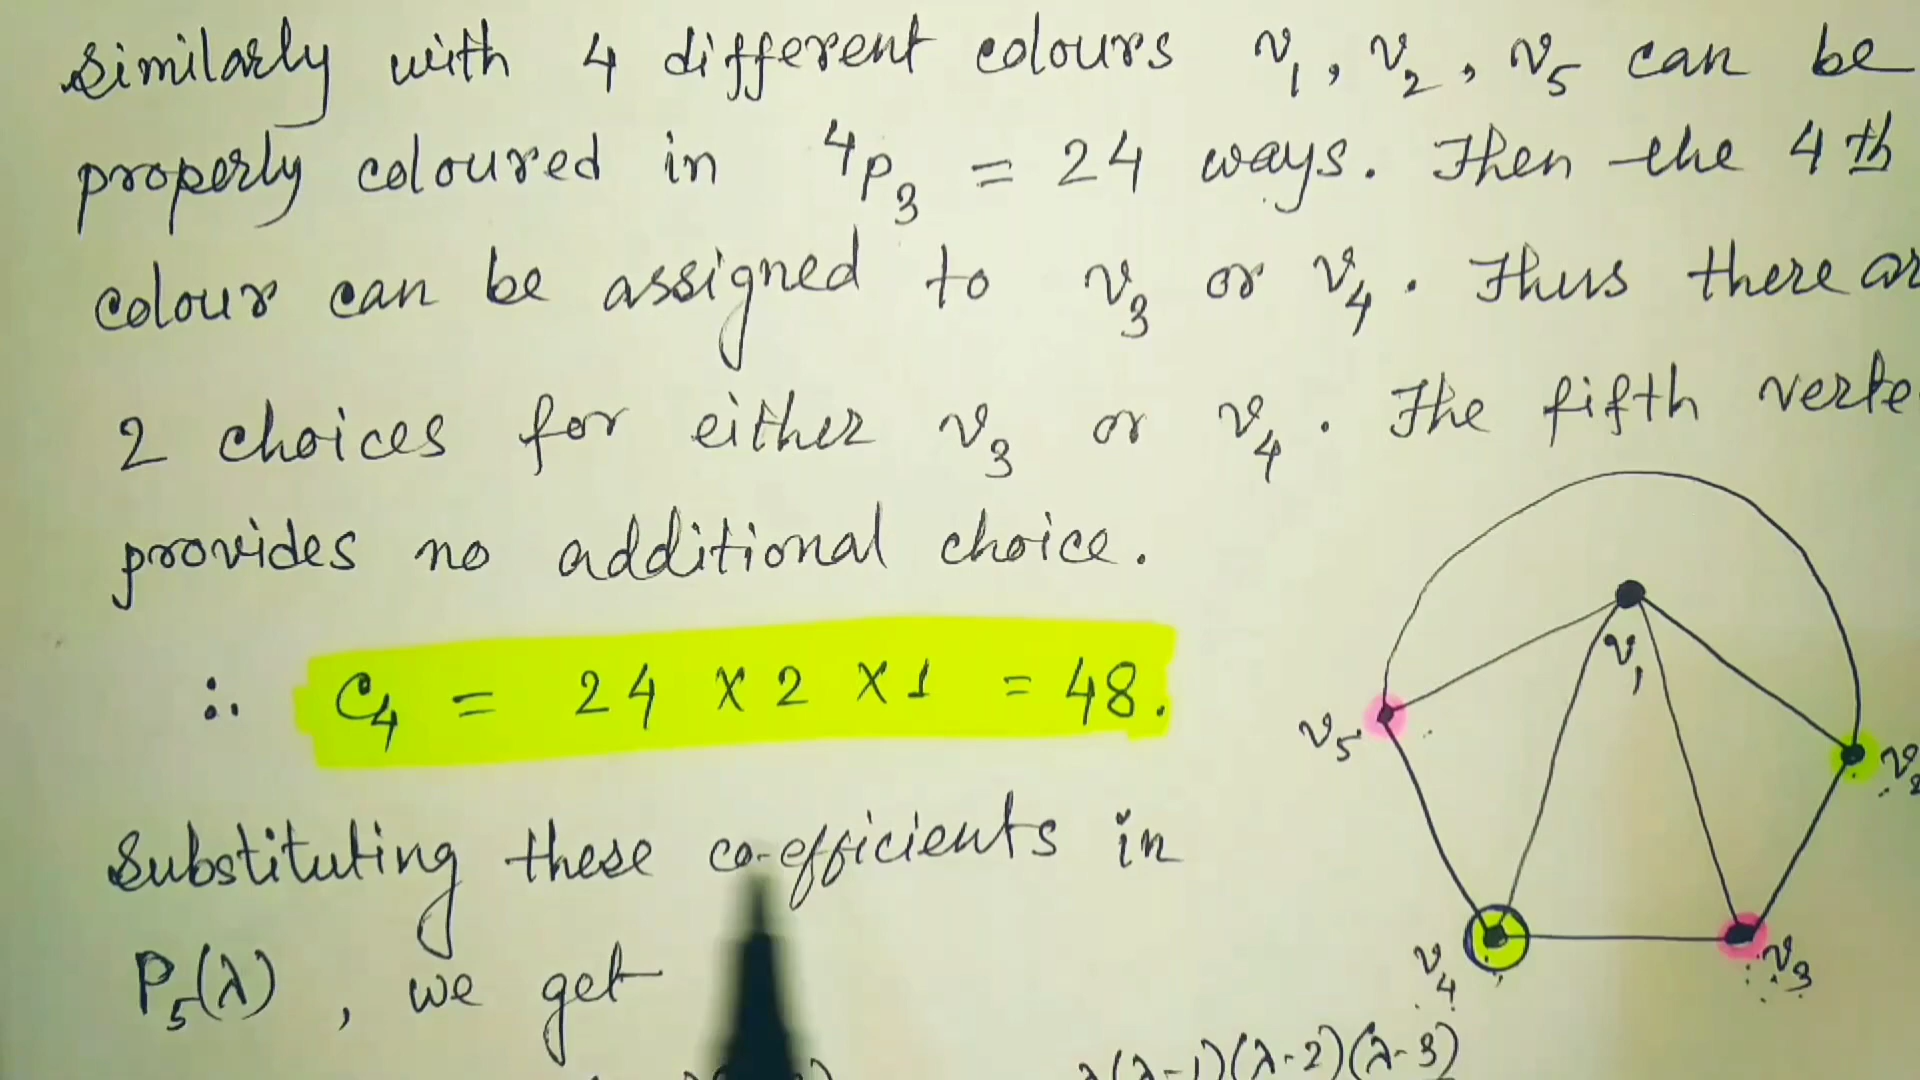 Similarly with 4 different colours v₁, v₂, v₅ can be
properly coloured in ⁴P₃ = 24 ways. Then the 4th
colour can be assigned to v₃ or v₄. Thus there
2 choices for either v₃ or v₄. The fifth
provides no additional choice.
∴ C₄ = 24 × 2 × 1 = 48.
v₁
v₅
v₂
Substituting these co-efficients in
v₄
v₃
P₅(λ), we get
λ(λ-1)(λ-2)(λ-3)